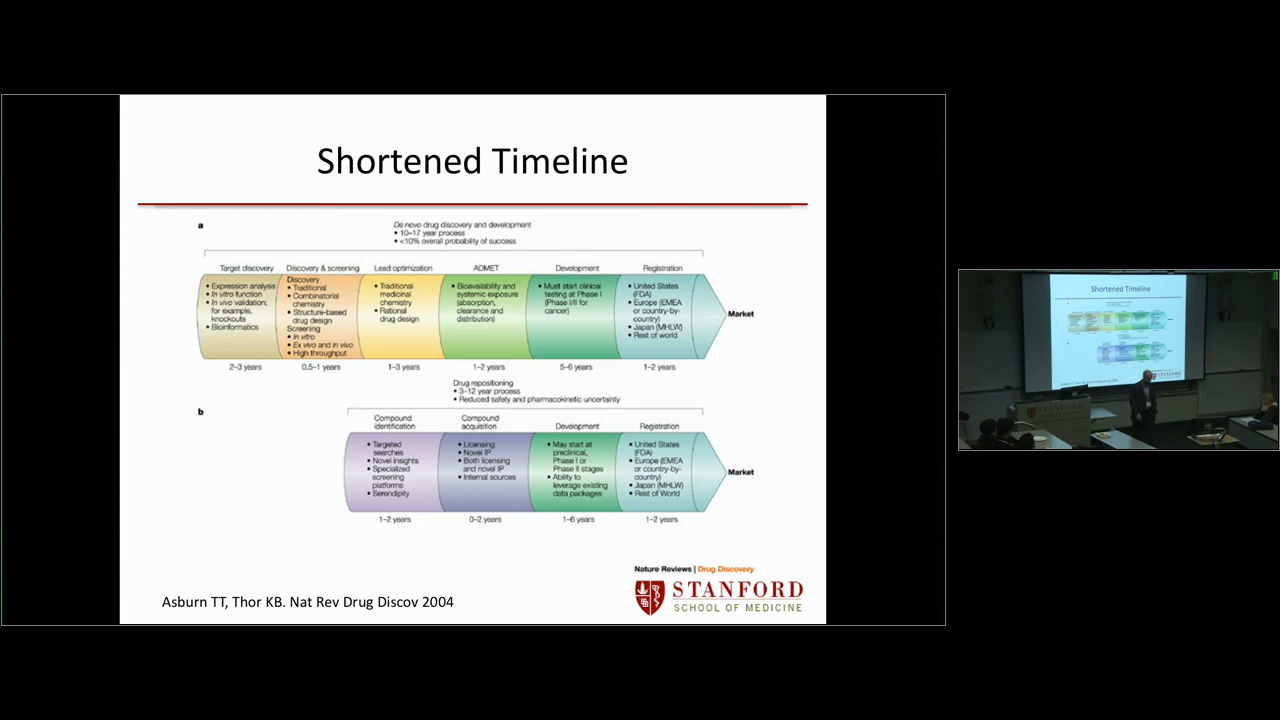 Shortened Timeline
a
De novo drug discovery and development
• 10–17 year process
• <10% overall probability of success
Target discovery
• Expression analysis
• In vitro function
• In vivo validation;
for example,
knockouts
• Bioinformatics
2–3 years
Discovery & screening
Discovery
• Traditional
• Combinatorial
chemistry
• Structure-based
drug design
Screening
• In vitro
• Ex vivo and in vivo
• High throughput
0.5–1 years
Lead optimization
• Traditional
medicinal
chemistry
• Rational
drug design
1–3 years
ADMET
• Bioavailability and
systemic exposure
(absorption,
clearance and
distribution)
1–2 years
Development
• Must start clinical
testing at Phase I
(Phase I/II for
cancer)
5–6 years
Registration
• United States
(FDA)
• Europe (EMEA
or country-by-
country)
• Japan (MHLW)
• Rest of world
1–2 years
Market
Drug repositioning
• 3–12 year process
• Reduced safety and pharmacokinetic uncertainty
b
Compound
identification
• Targeted
searches
• Novel insights
• Specialized
screening
platforms
• Serendipity
1–2 years
Compound
acquisition
• Licensing
• Novel IP
• Both licensing
and novel IP
• Internal sources
0–2 years
Development
• May start at
preclinical,
Phase I or
Phase II stages
• Ability to
leverage existing
data packages
1–6 years
Registration
• United States
(FDA)
• Europe (EMEA
or country-by-
country)
• Japan (MHLW)
• Rest of World
1–2 years
Market
Nature Reviews | Drug Discovery
Asburn TT, Thor KB. Nat Rev Drug Discov 2004
STANFORD
SCHOOL OF MEDICINE
Shortened Timeline